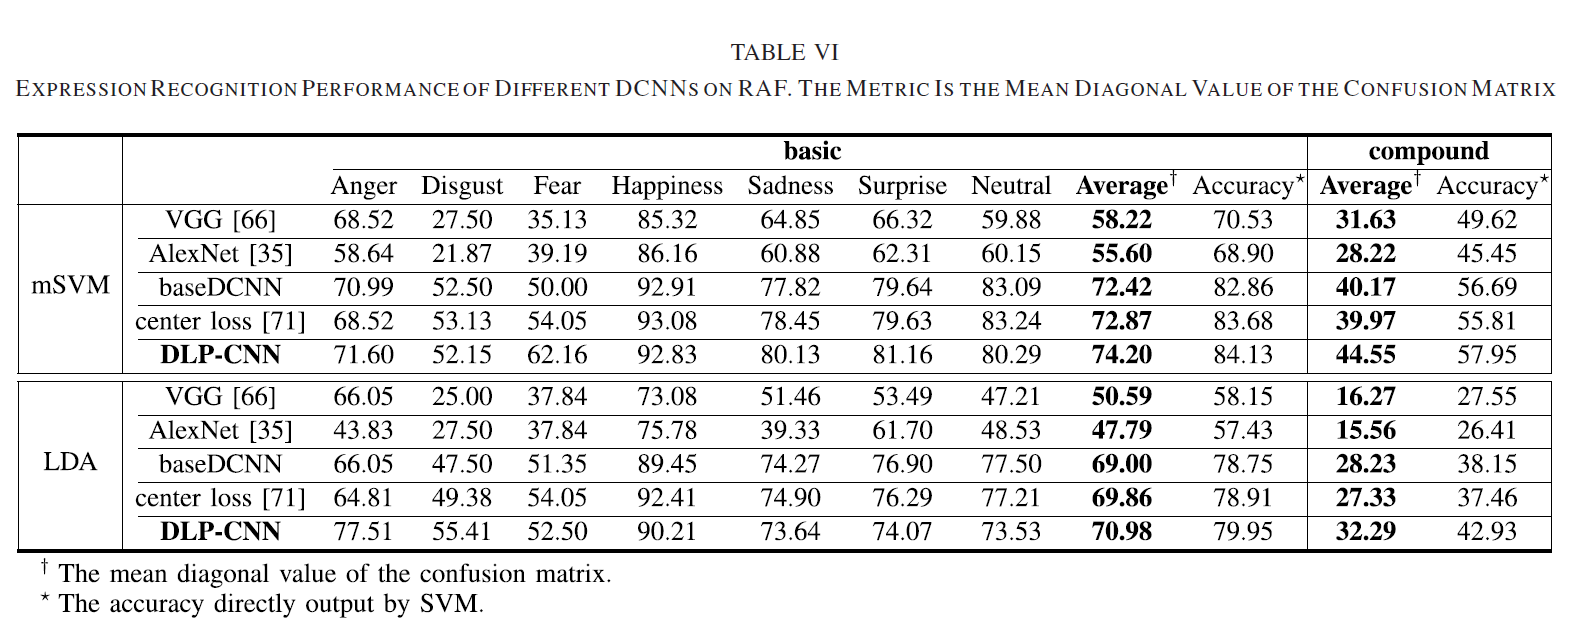 TABLE VI
EXPRESSION RECOGNITION PERFORMANCE OF DIFFERENT DCNNS ON RAF. THE METRIC IS THE MEAN DIAGONAL VALUE OF THE CONFUSION MATRIX
basic compound
Anger Disgust Fear Happiness Sadness Surprise Neutral Average† Accuracy* Average† Accuracy*
mSVM
VGG [66] 68.52 27.50 35.13 85.32 64.85 66.32 59.88 58.22 70.53 31.63 49.62
AlexNet [35] 58.64 21.87 39.19 86.16 60.88 62.31 60.15 55.60 68.90 28.22 45.45
baseDCNN 70.99 52.50 50.00 92.91 77.82 79.64 83.09 72.42 82.86 40.17 56.69
center loss [71] 68.52 53.13 54.05 93.08 78.45 79.63 83.24 72.87 83.68 39.97 55.81
DLP-CNN 71.60 52.15 62.16 92.83 80.13 81.16 80.29 74.20 84.13 44.55 57.95
LDA
VGG [66] 66.05 25.00 37.84 73.08 51.46 53.49 47.21 50.59 58.15 16.27 27.55
AlexNet [35] 43.83 27.50 37.84 75.78 39.33 61.70 48.53 47.79 57.43 15.56 26.41
baseDCNN 66.05 47.50 51.35 89.45 74.27 76.90 77.50 69.00 78.75 28.23 38.15
center loss [71] 64.81 49.38 54.05 92.41 74.90 76.29 77.21 69.86 78.91 27.33 37.46
DLP-CNN 77.51 55.41 52.50 90.21 73.64 74.07 73.53 70.98 79.95 32.29 42.93
† The mean diagonal value of the confusion matrix.
* The accuracy directly output by SVM.